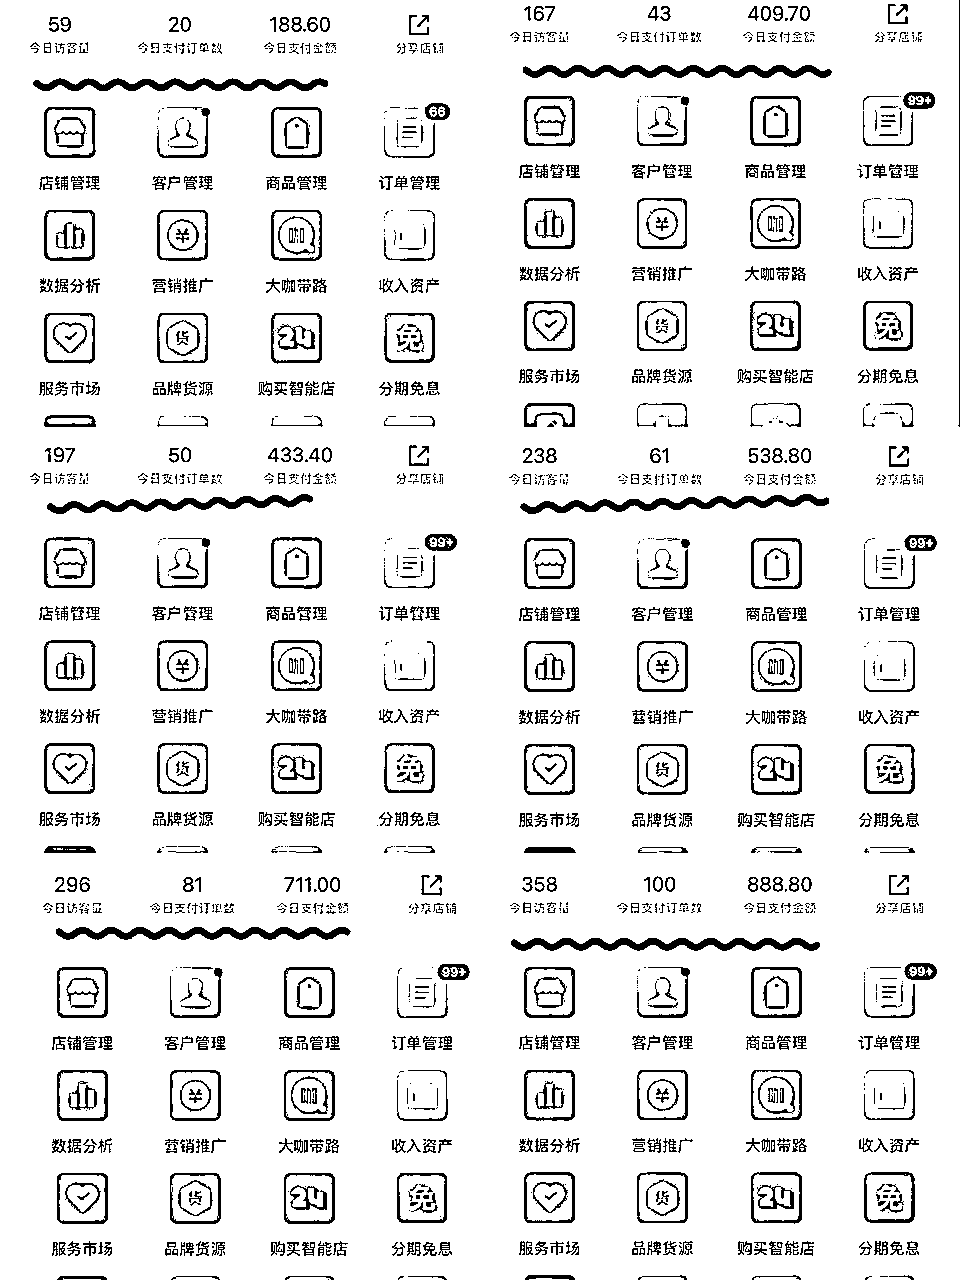 59 20 188.60
今日访客量 今日支付订单数 今日支付金额 分享店铺
66
店铺管理 客户管理 商品管理 订单管理
¥ 咖
数据分析 营销推广 大咖带路 收入资产
货 24 免
服务市场 品牌货源 购买智能店 分期免息
167 43 409.70
今日访客量 今日支付订单数 今日支付金额 分享店铺
99+
店铺管理 客户管理 商品管理 订单管理
¥ 咖
数据分析 营销推广 大咖带路 收入资产
货 24 免
服务市场 品牌货源 购买智能店 分期免息
197 50 433.40
今日访客量 今日支付订单数 今日支付金额 分享店铺
99+
店铺管理 客户管理 商品管理 订单管理
¥ 咖
数据分析 营销推广 大咖带路 收入资产
货 24 免
服务市场 品牌货源 购买智能店 分期免息
238 61 538.80
今日访客量 今日支付订单数 今日支付金额 分享店铺
99+
店铺管理 客户管理 商品管理 订单管理
¥ 咖
数据分析 营销推广 大咖带路 收入资产
货 24 免
服务市场 品牌货源 购买智能店 分期免息
296 81 711.00
今日访客量 今日支付订单数 今日支付金额 分享店铺
99+
店铺管理 客户管理 商品管理 订单管理
¥ 咖
数据分析 营销推广 大咖带路 收入资产
货 24 免
服务市场 品牌货源 购买智能店 分期免息
358 100 888.80
今日访客量 今日支付订单数 今日支付金额 分享店铺
99+
店铺管理 客户管理 商品管理 订单管理
¥ 咖
数据分析 营销推广 大咖带路 收入资产
货 24 免
服务市场 品牌货源 购买智能店 分期免息